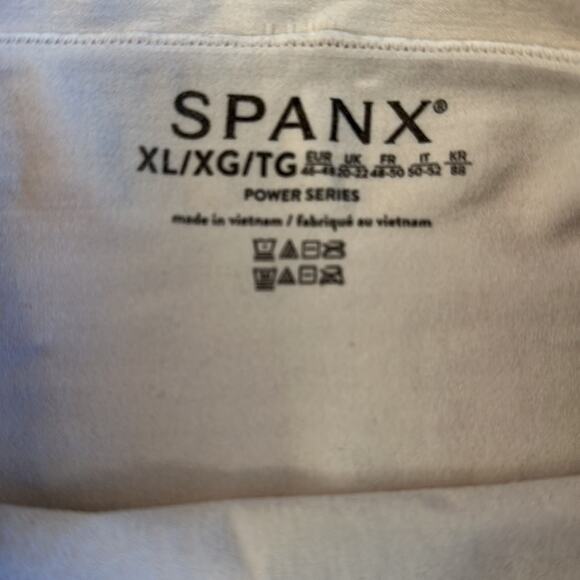 SPANX®
XL/XG/TG EUR 46-48 UK 20-22 FR 48-50 IT 50-52 KR 88
POWER SERIES
made in vietnam / fabriqué au vietnam